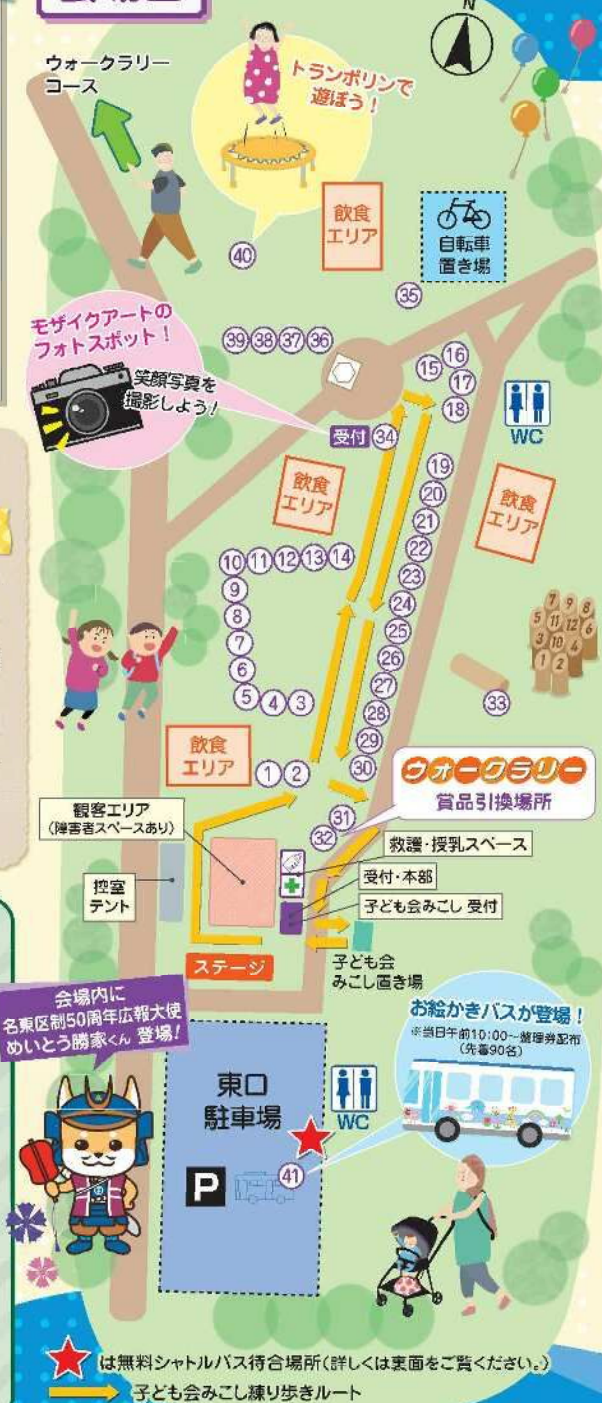 N
ウォークラリー
コース
トランポリンで
遊ぼう！
飲食
エリア
自転車
置き場
40
35
モザイクアートの
フォトスポット！
笑顔写真を
撮影しよう！
39 38 37 36
15 16
17
18
WC
受付 34
飲食
エリア
飲食
エリア
19
20
21
22
23
24
25
26
27
28
29
30
10 11 12 13 14
9
8
7
6
5 4 3
7 9 8
5 11 12 6
3 10 4
1 2
33
飲食
エリア
1 2
ウォークラリー
賞品引換場所
31
32
観客エリア
（障害者スペースあり）
救護・授乳スペース
控室
テント
受付・本部
子ども会みこし 受付
ステージ
子ども会
みこし置き場
会場内に
名東区制50周年広報大使
めいとう勝家くん 登場！
お絵かきバスが登場！
※当日午前10:00～整理券配布
（先着90名）
東口
駐車場
WC
P
41
は無料シャトルバス待合場所（詳しくは裏面をご覧ください。）
子ども会みこし練り歩きルート